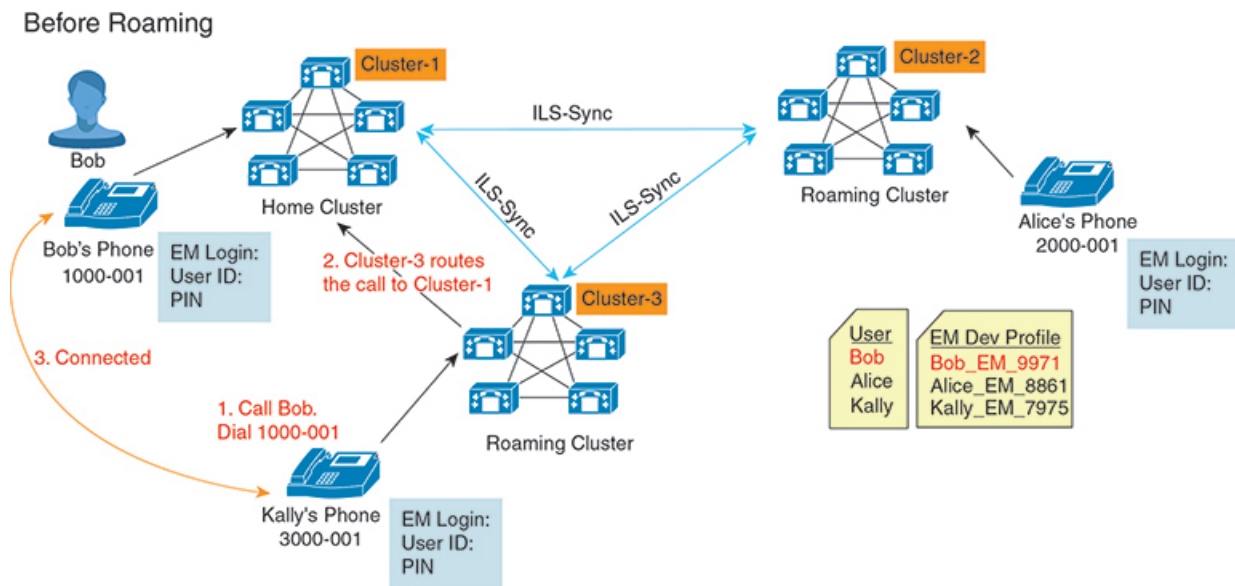 Before Roaming
Cluster-1
Cluster-2
Bob
ILS-Sync
ILS-Sync
ILS-Sync
Home Cluster
Roaming Cluster
Bob's Phone
1000-001
EM Login:
User ID:
PIN
Alice's Phone
2000-001
EM Login:
User ID:
PIN
2. Cluster-3 routes
the call to Cluster-1
Cluster-3
3. Connected
1. Call Bob.
Dial 1000-001
Roaming Cluster
User
Bob
Alice
Kally
EM Dev Profile
Bob_EM_9971
Alice_EM_8861
Kally_EM_7975
Kally's Phone
3000-001
EM Login:
User ID:
PIN